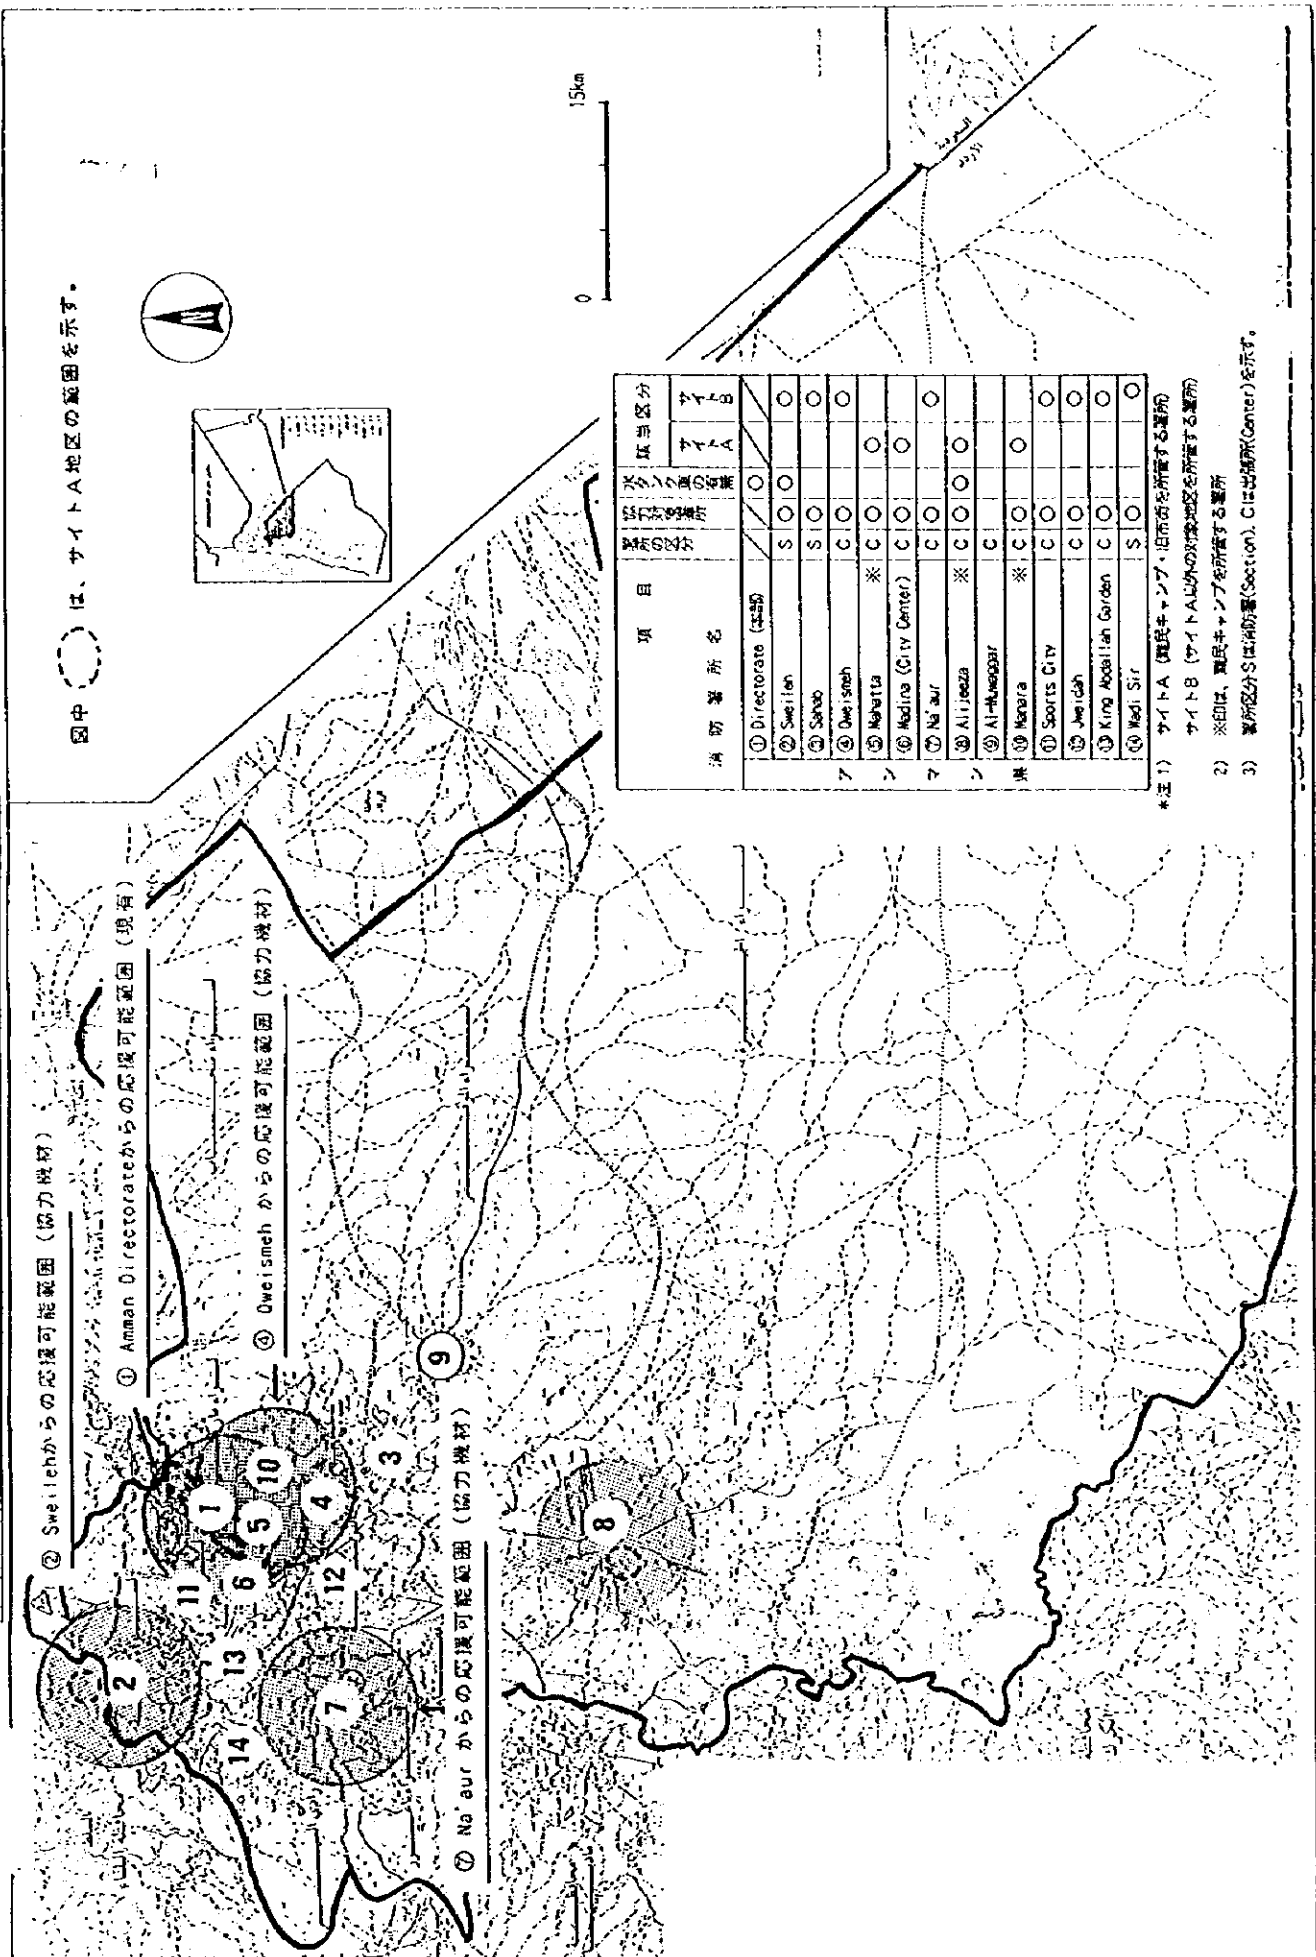 図中 は、サイトA地区の範囲を示す。
N
0 15km
② Sweilehからの応援可能範囲 (協力機材)
① Amman Directorateからの応援可能範囲 (現有)
④ Qweismeh からの応援可能範囲 (協力機材)
⑦ Na'aur からの応援可能範囲 (協力機材)
2
1
11
10
5
6
13
14
4
12
3
7
9
8
السعودية
الأردن
項 目 署所の区分 協力対象署所 水タンク車の有無 該当区分
消防署所名 サイトA サイトB
アンマン県
① Directorate (本部) ○
② Sweileh S ○ ○ ○
③ Sahab S ○ ○
④ Qweismeh C ○ ○
⑤ Mahatta ※ C ○ ○
⑥ Madina (City Center) C ○ ○
⑦ Na'aur C ○ ○
⑧ Aljjeeza ※ C ○ ○ ○
⑨ Al-Muwaqqar C
⑩ Manara ※ C ○ ○
⑪ Sports City C ○ ○
⑫ Jweidah C ○ ○
⑬ King Abdallah Garden C ○ ○
⑭ Wadi Sir S ○ ○
*注 1) サイトA (難民キャンプ・旧市街を所管する署所)
サイトB (サイトA以外の対象地区を所管する署所)
2) ※印は、難民キャンプを所管する署所
3) 署所区分Sは消防署(Section)、Cは出張所(Center)を示す。